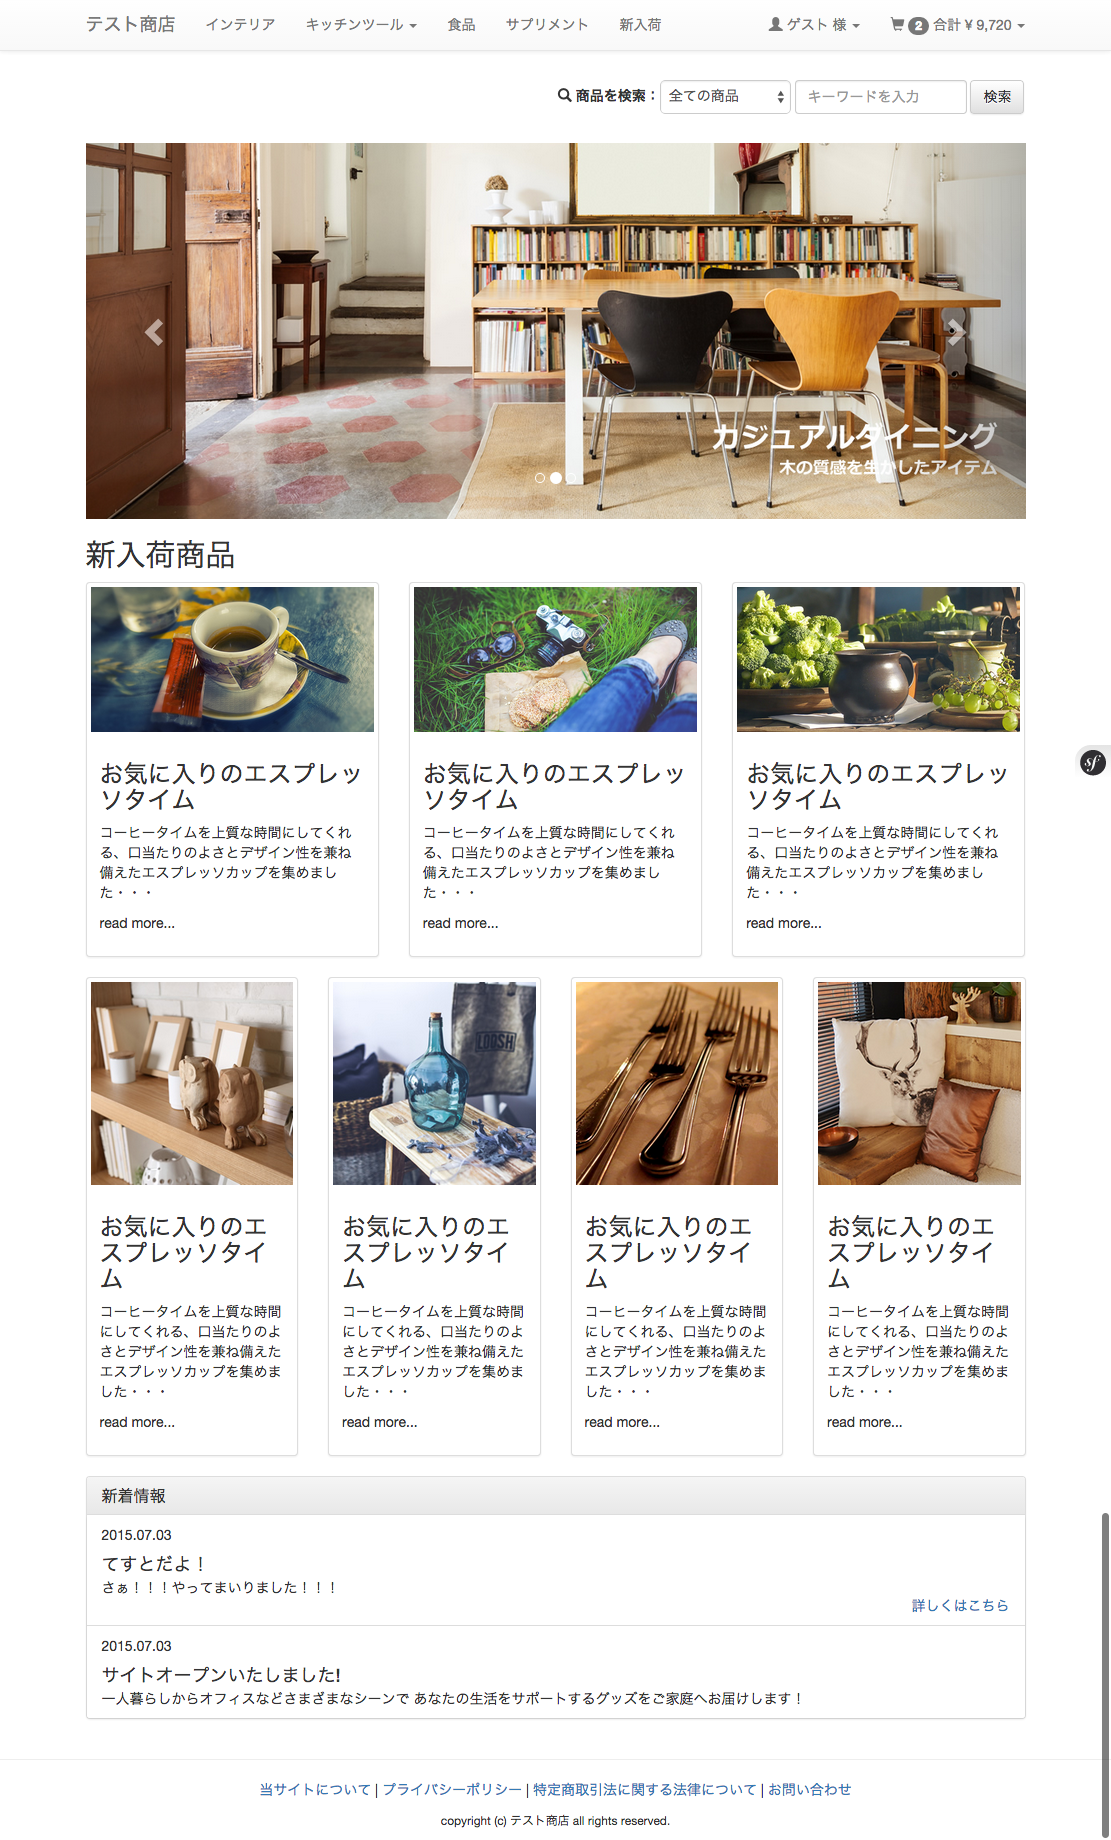 テスト商店 インテリア キッチンツール 食品 サプリメント 新入荷 ゲスト 様 2 合計 ¥ 9,720
商品を検索： 全ての商品 キーワードを入力 検索
カジュアルダイニング
木の質感を生かしたアイテム
新入荷商品
お気に入りのエスプレッ
ソタイム
コーヒータイムを上質な時間にしてくれ
る、口当たりのよさとデザイン性を兼ね
備えたエスプレッソカップを集めまし
た・・・
read more...
お気に入りのエスプレッ
ソタイム
コーヒータイムを上質な時間にしてくれ
る、口当たりのよさとデザイン性を兼ね
備えたエスプレッソカップを集めまし
た・・・
read more...
お気に入りのエスプレッ
ソタイム
コーヒータイムを上質な時間にしてくれ
る、口当たりのよさとデザイン性を兼ね
備えたエスプレッソカップを集めまし
た・・・
read more...
sf
お気に入りのエ
スプレッソタイ
ム
コーヒータイムを上質な時間
にしてくれる、口当たりのよ
さとデザイン性を兼ね備えた
エスプレッソカップを集めま
した・・・
read more...
LOOSH
お気に入りのエ
スプレッソタイ
ム
コーヒータイムを上質な時間
にしてくれる、口当たりのよ
さとデザイン性を兼ね備えた
エスプレッソカップを集めま
した・・・
read more...
お気に入りのエ
スプレッソタイ
ム
コーヒータイムを上質な時間
にしてくれる、口当たりのよ
さとデザイン性を兼ね備えた
エスプレッソカップを集めま
した・・・
read more...
お気に入りのエ
スプレッソタイ
ム
コーヒータイムを上質な時間
にしてくれる、口当たりのよ
さとデザイン性を兼ね備えた
エスプレッソカップを集めま
した・・・
read more...
新着情報
2015.07.03
てすとだよ！
さぁ！！！やってまいりました！！！
詳しくはこちら
2015.07.03
サイトオープンいたしました!
一人暮らしからオフィスなどさまざまなシーンで あなたの生活をサポートするグッズをご家庭へお届けします！
当サイトについて | プライバシーポリシー | 特定商取引法に関する法律について | お問い合わせ
copyright (c) テスト商店 all rights reserved.